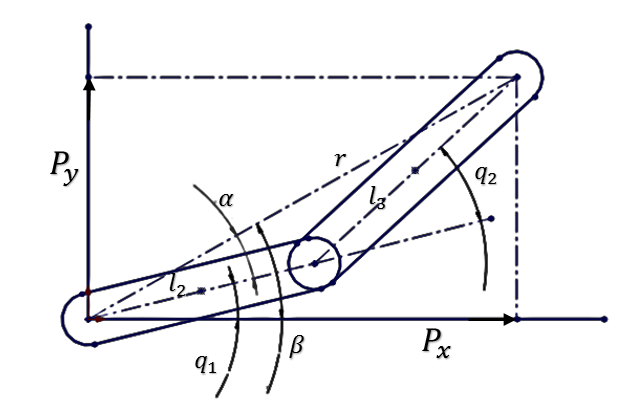 P_y
r
q_2
α
l_3
l_2
q_1
β
P_x